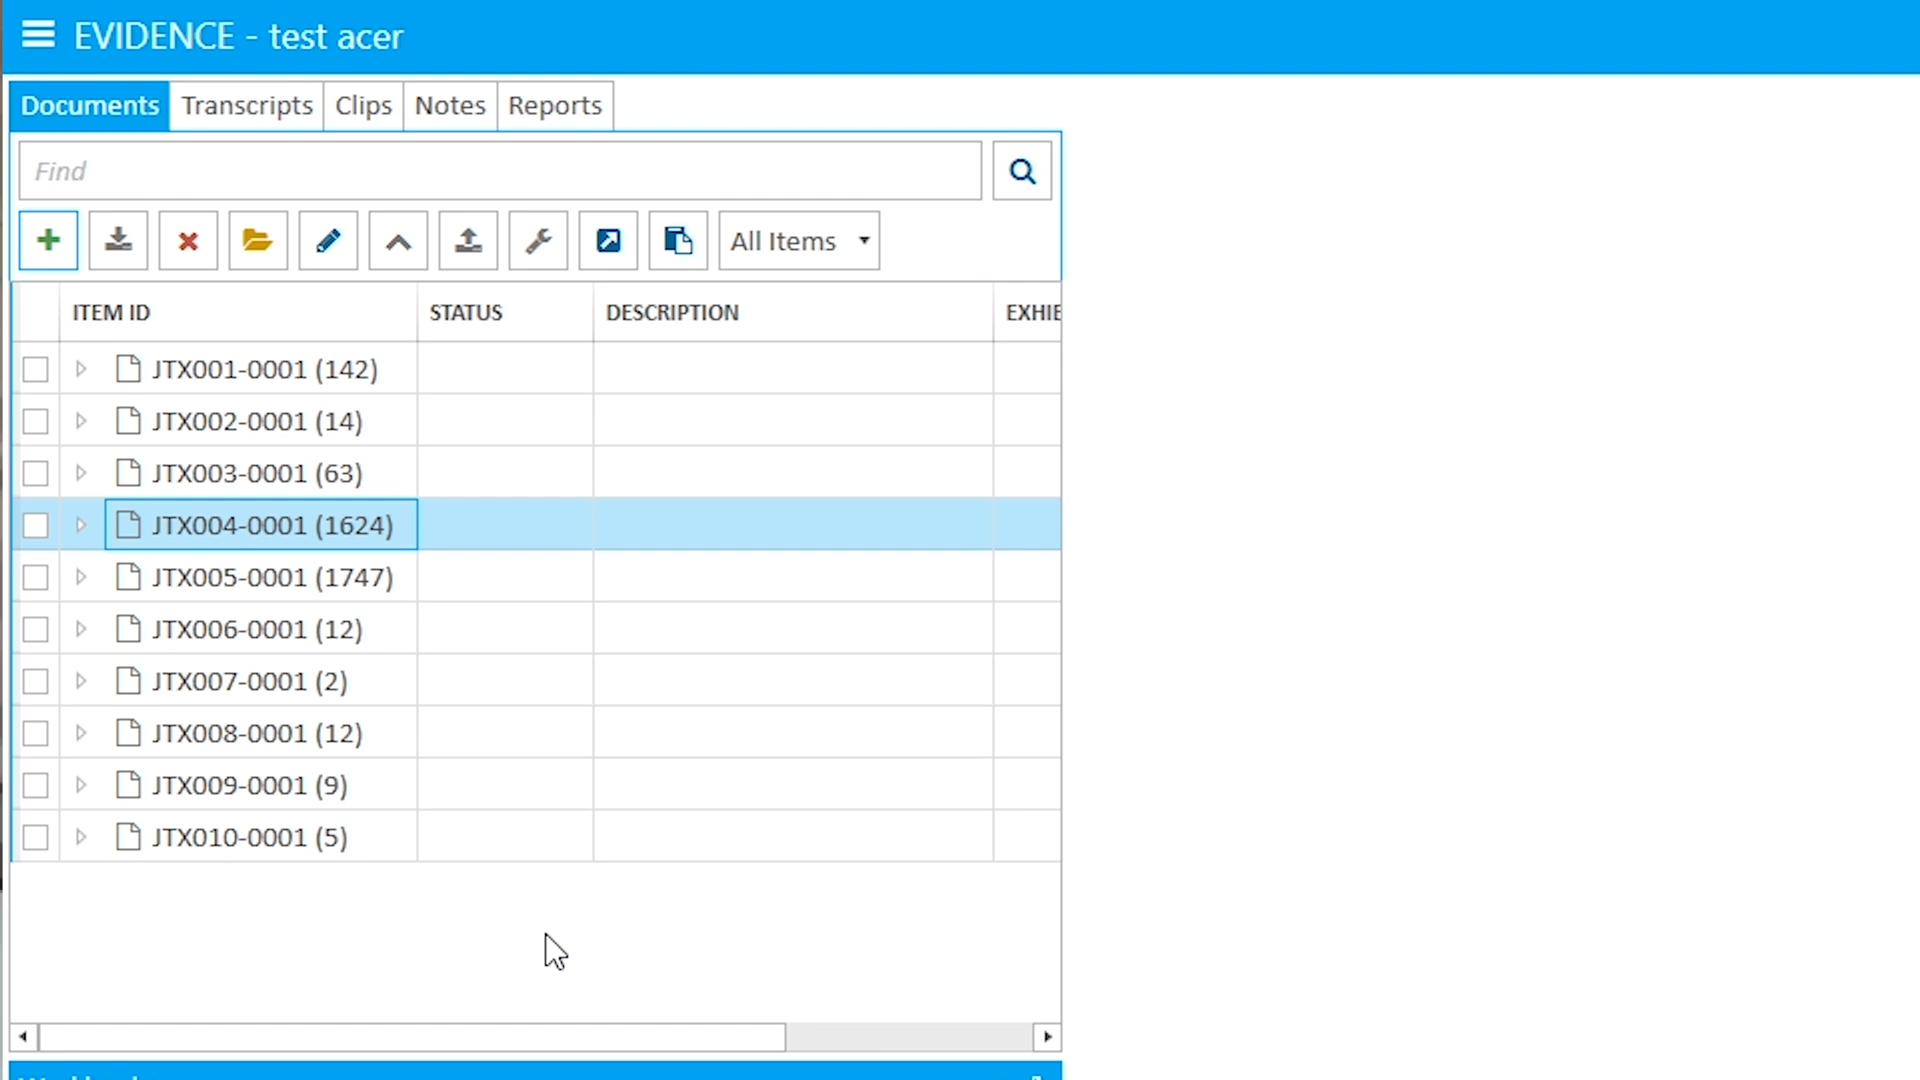 EVIDENCE - test acer
Documents Transcripts Clips Notes Reports
Find
All Items
ITEM ID STATUS DESCRIPTION
JTX001-0001 (142)
JTX002-0001 (14)
JTX003-0001 (63)
JTX004-0001 (1624)
JTX005-0001 (1747)
JTX006-0001 (12)
JTX007-0001 (2)
JTX008-0001 (12)
JTX009-0001 (9)
JTX010-0001 (5)